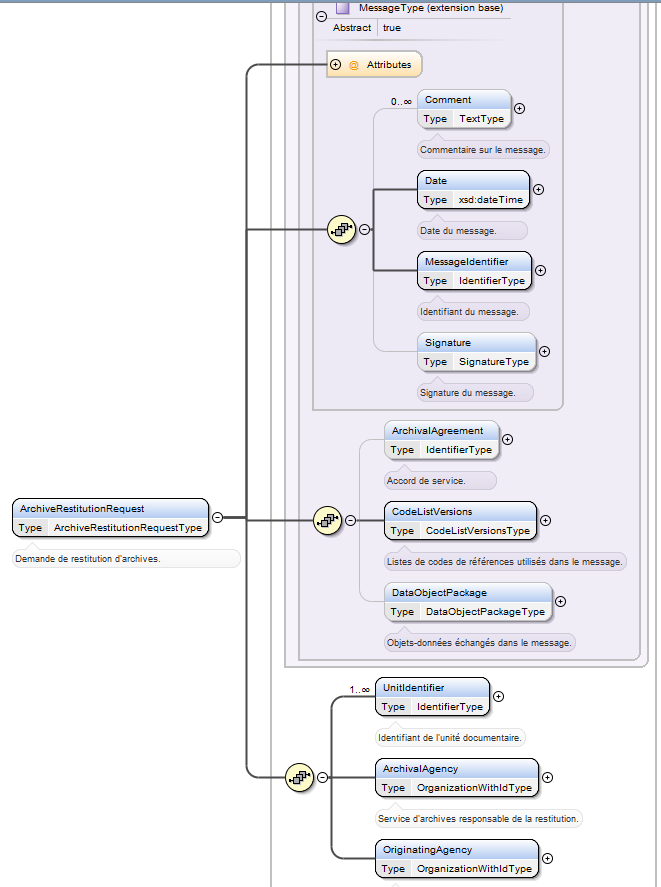 MessageType (extension base)
Abstract true
@ Attributes
0..∞
Comment
Type TextType
Commentaire sur le message.
Date
Type xsd:dateTime
Date du message.
MessageIdentifier
Type IdentifierType
Identifiant du message.
Signature
Type SignatureType
Signature du message.
ArchivalAgreement
Type IdentifierType
Accord de service.
ArchiveRestitutionRequest
Type ArchiveRestitutionRequestType
Demande de restitution d'archives.
CodeListVersions
Type CodeListVersionsType
Listes de codes de références utilisés dans le message.
DataObjectPackage
Type DataObjectPackageType
Objets-données échangés dans le message.
1..∞
UnitIdentifier
Type IdentifierType
Identifiant de l'unité documentaire.
ArchivalAgency
Type OrganizationWithIdType
Service d'archives responsable de la restitution.
OriginatingAgency
Type OrganizationWithIdType